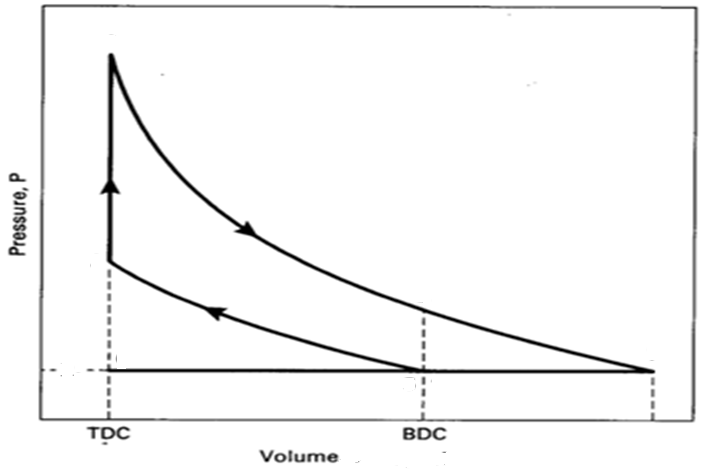 Pressure, P
TDC
BDC
Volume